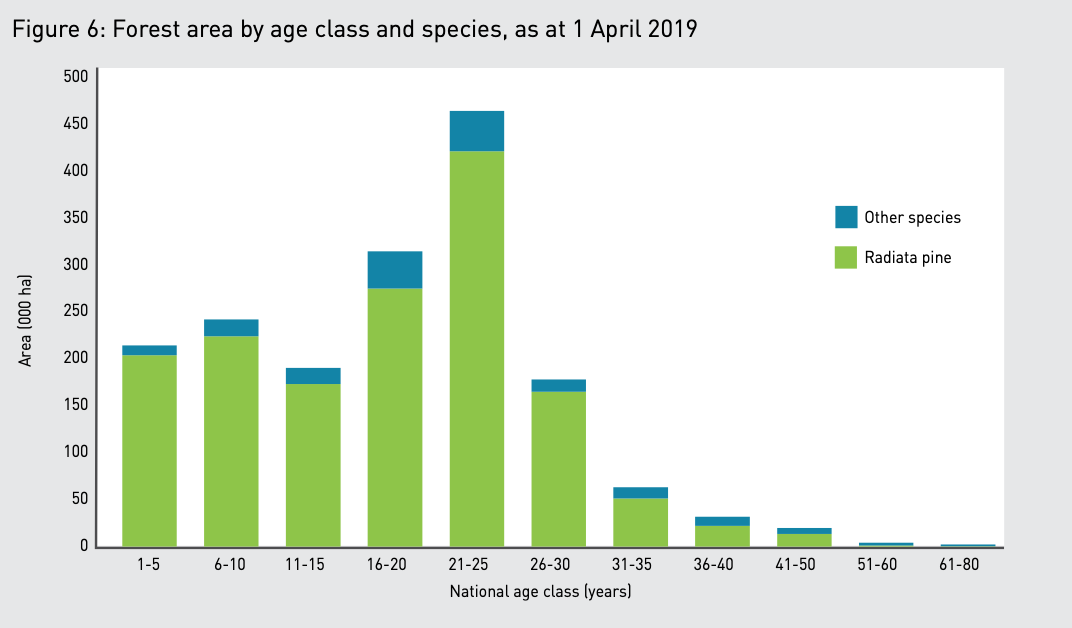 Figure 6: Forest area by age class and species, as at 1 April 2019
500
450
400
350
300
250
200
150
100
50
0
Area (000 ha)
Other species
Radiata pine
1-5 6-10 11-15 16-20 21-25 26-30 31-35 36-40 41-50 51-60 61-80
National age class (years)